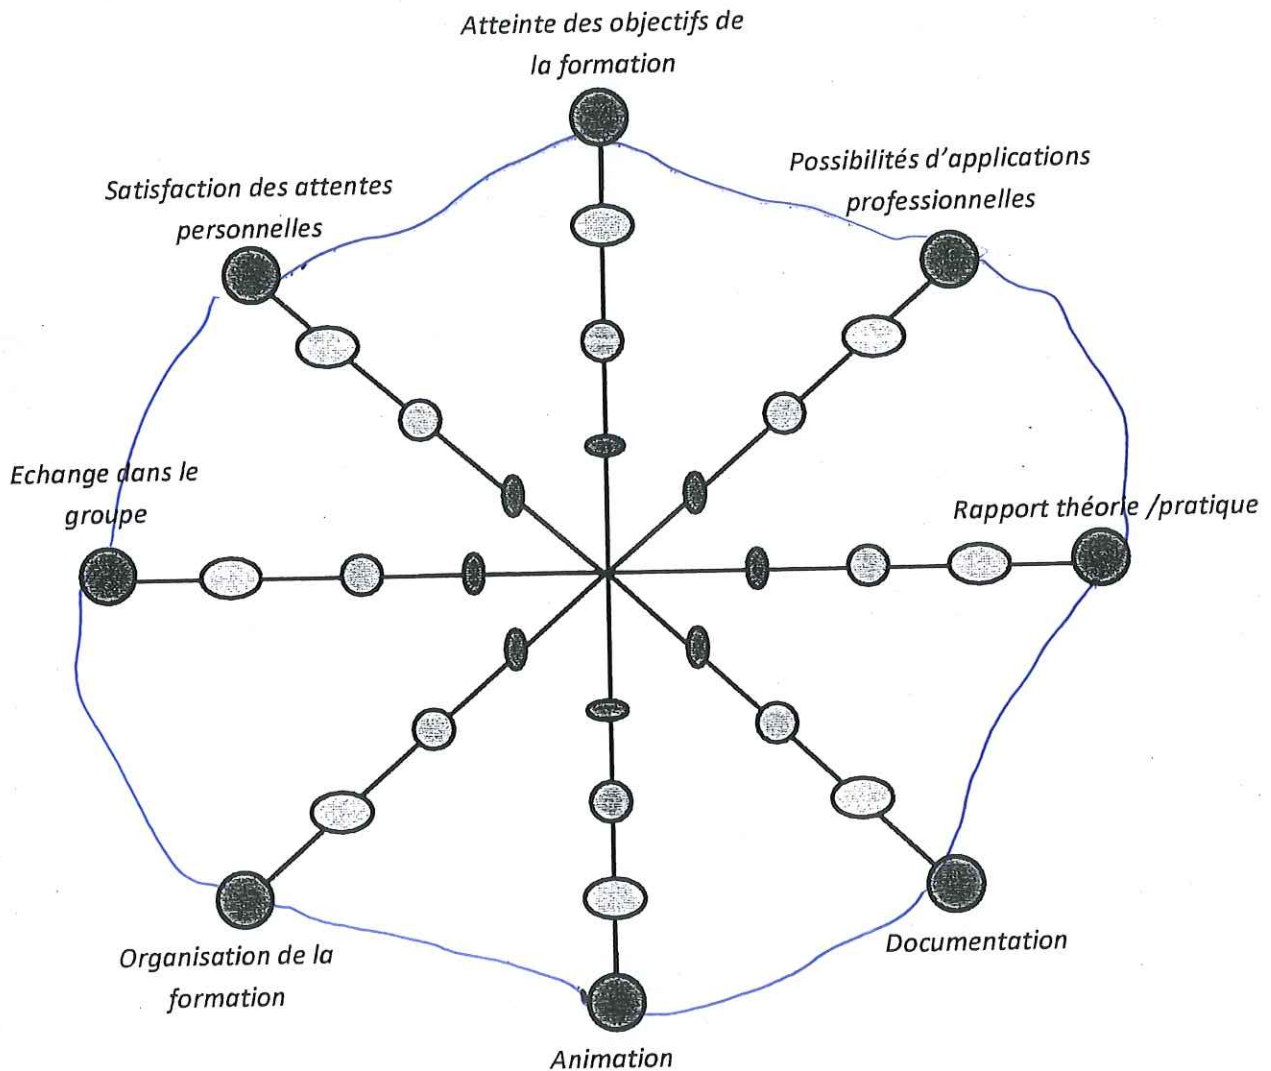 Atteinte des objectifs de
la formation
Possibilités d'applications
professionnelles
Satisfaction des attentes
personnelles
Echange dans le
groupe
Rapport théorie /pratique
Documentation
Organisation de la
formation
Animation